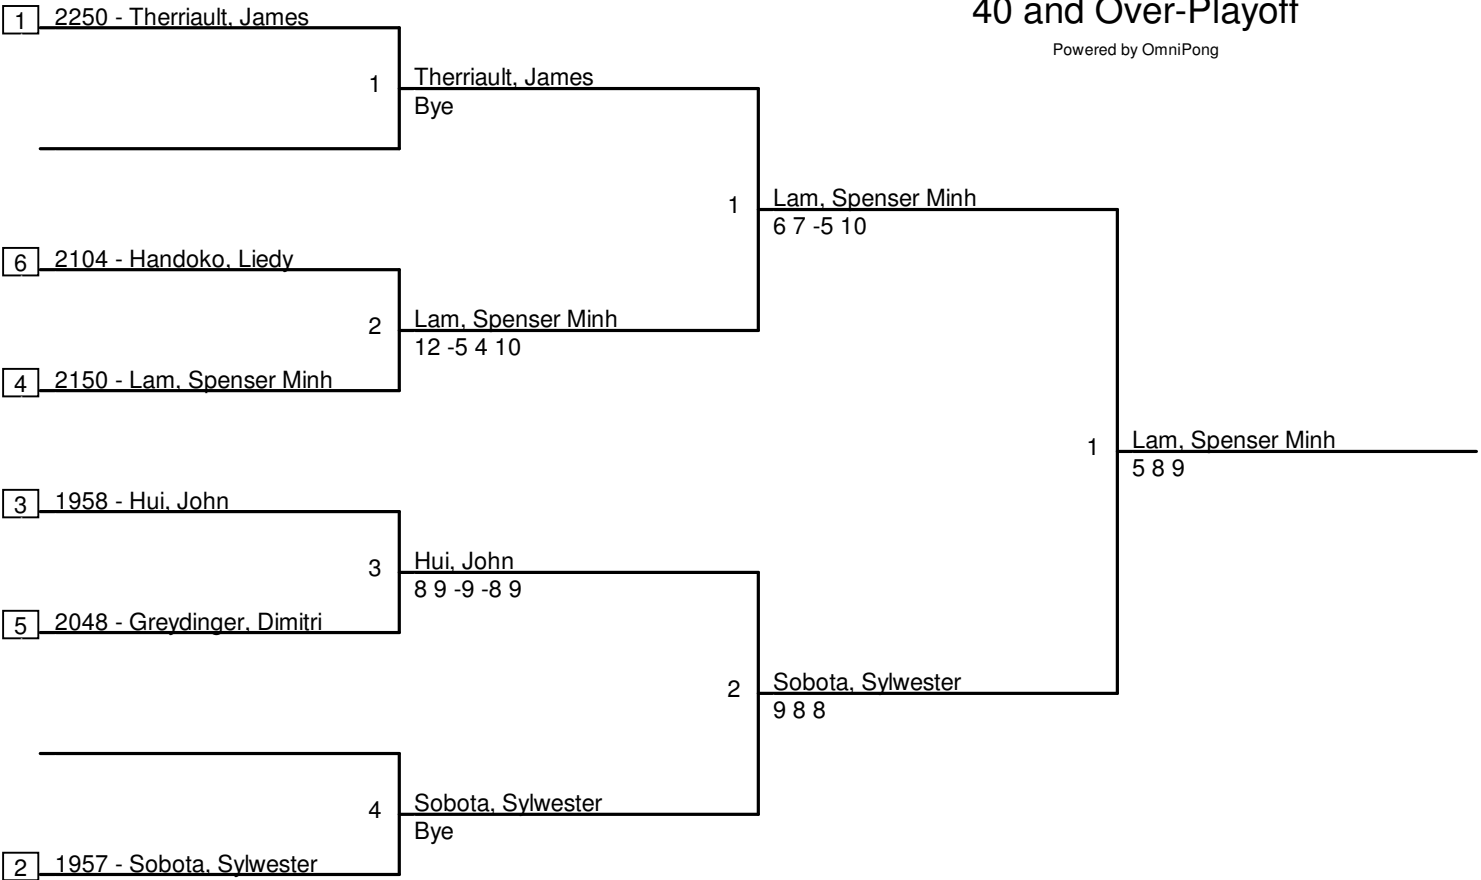 40 and Over-Playoff
Powered by OmniPong
1 2250 - Therriault, James
1 Therriault, James
Bye
1 Lam, Spenser Minh
6 7 -5 10
6 2104 - Handoko, Liedy
2 Lam, Spenser Minh
12 -5 4 10
4 2150 - Lam, Spenser Minh
1 Lam, Spenser Minh
5 8 9
3 1958 - Hui, John
3 Hui, John
8 9 -9 -8 9
5 2048 - Greydinger, Dimitri
2 Sobota, Sylwester
9 8 8
4 Sobota, Sylwester
Bye
2 1957 - Sobota, Sylwester